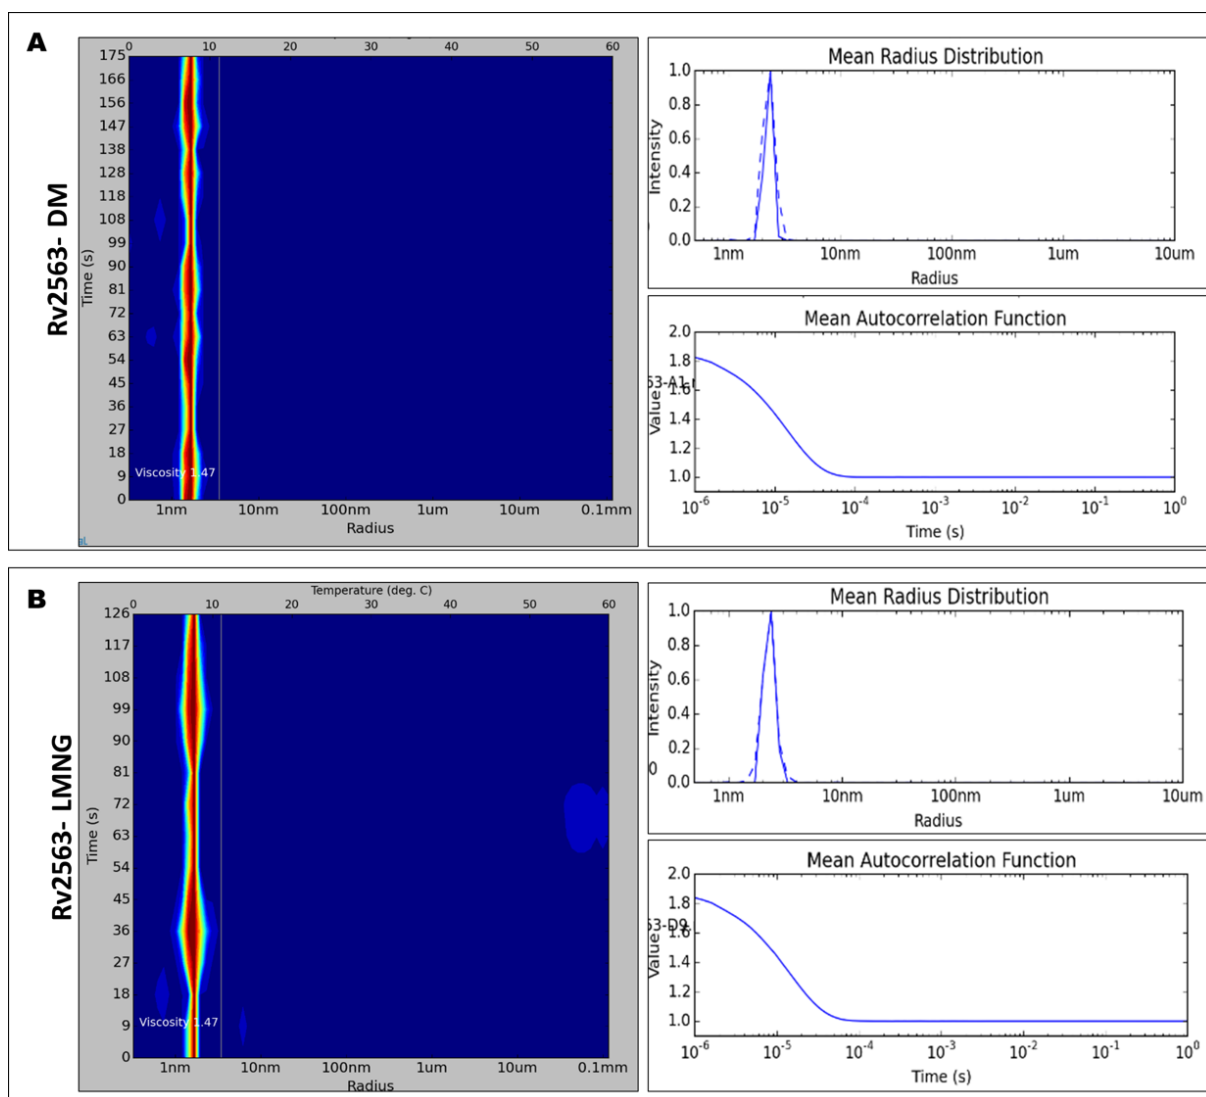 A
Rv2563- DM
0 10 20 30 40 50 60
175
166
156
147
138
128
118
108
99
90
81
72
63
54
45
36
27
18
9
0
Time (s)
Viscosity 1.47
1nm 10nm 100nm 1um 10um 0.1mm
Radius
Mean Radius Distribution
1.0
0.8
0.6
0.4
0.2
0.0
Intensity
1nm 10nm 100nm 1um 10um
Radius
Mean Autocorrelation Function
2.0
1.8
1.6
1.4
1.2
1.0
Value
63-A1
10⁻⁶ 10⁻⁵ 10⁻⁴ 10⁻³ 10⁻² 10⁻¹ 10⁰
Time (s)
B
Rv2563- LMNG
Temperature (deg. C)
0 10 20 30 40 50 60
126
117
108
99
90
81
72
63
54
45
36
27
18
9
0
Time (s)
Viscosity 1.47
1nm 10nm 100nm 1um 10um 0.1mm
Radius
Mean Radius Distribution
1.0
0.8
0.6
0.4
0.2
0.0
Intensity
0
1nm 10nm 100nm 1um 10um
Radius
Mean Autocorrelation Function
2.0
1.8
1.6
1.4
1.2
1.0
Value
63-D9
10⁻⁶ 10⁻⁵ 10⁻⁴ 10⁻³ 10⁻² 10⁻¹ 10⁰
Time (s)